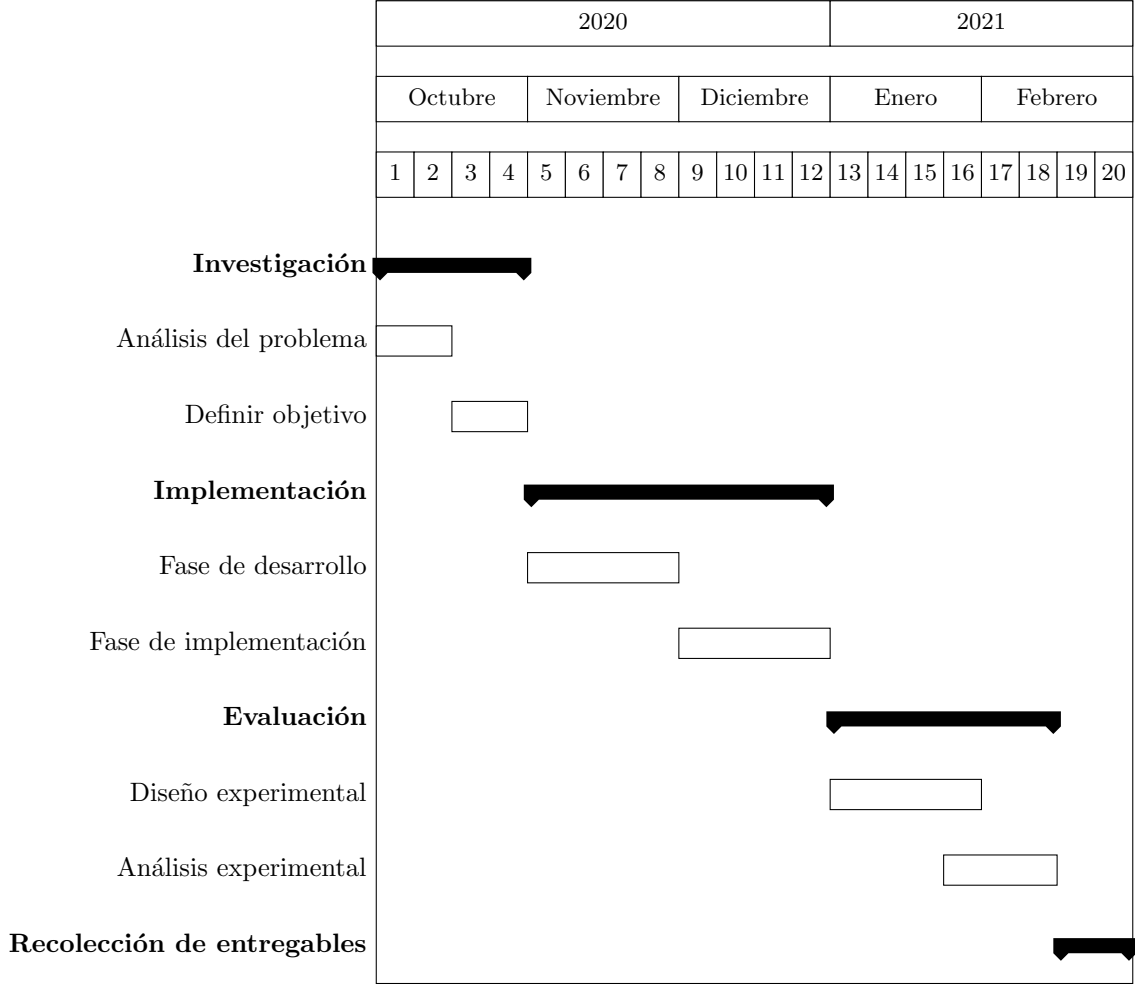 2020 2021
Octubre Noviembre Diciembre Enero Febrero
1 2 3 4 5 6 7 8 9 10 11 12 13 14 15 16 17 18 19 20
Investigación
Análisis del problema
Definir objetivo
Implementación
Fase de desarrollo
Fase de implementación
Evaluación
Diseño experimental
Análisis experimental
Recolección de entregables